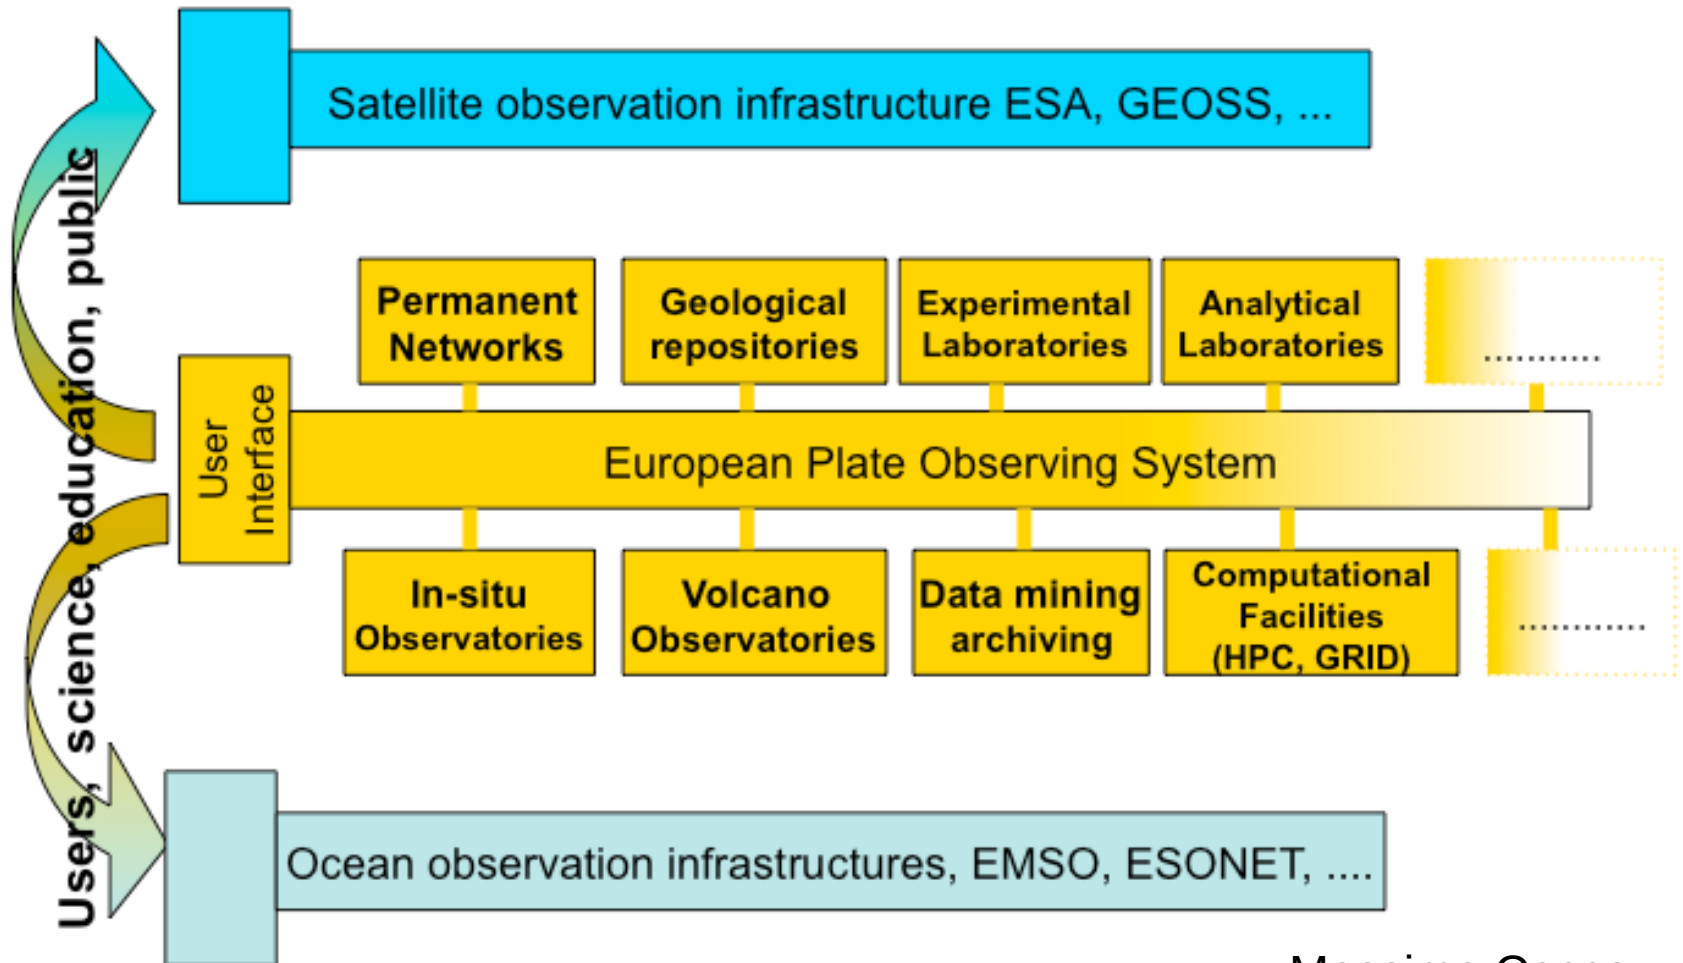 Satellite observation infrastructure ESA, GEOSS, ...
Users, science, education, public
Permanent
Networks
Geological
repositories
Experimental
Laboratories
Analytical
Laboratories
...........
User
Interface
European Plate Observing System
In-situ
Observatories
Volcano
Observatories
Data mining
archiving
Computational
Facilities
(HPC, GRID)
............
Ocean observation infrastructures, EMSO, ESONET, ....